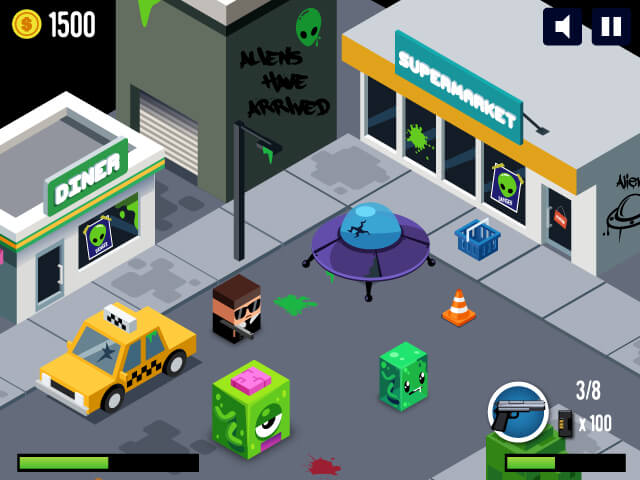 1500
ALIENS
HAVE
ARRIVED
SUPERMARKET
DINER
3/8
x 100